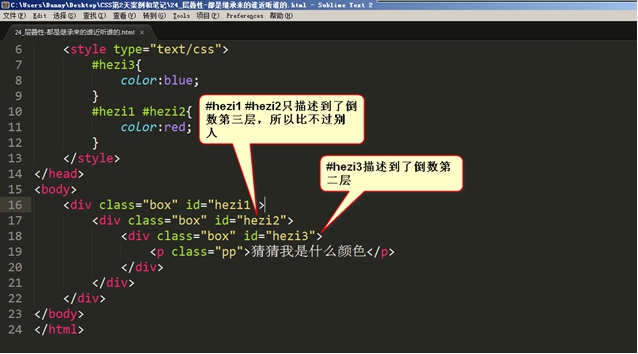 C:\Users\Danny\Desktop\CSS第2天案例和笔记\24_层叠性-都是继承来的谁近听谁的.html - Sublime Text 2
文件(F) Edit 选择(S) 查找(I) 查看(V) 转到(G) Tools 项目(P) Preferences 帮助(H)
24_层叠性-都是继承来的谁近听谁的.html ×
6 <style type="text/css">
7 #hezi3{
8 color:blue;
9 }
10 #hezi1 #hezi2{
11 color:red;
12 }
13 </style>
14 </head>
15 <body>
16 <div class="box" id="hezi1">
17 <div class="box" id="hezi2">
18 <div class="box" id="hezi3">
19 <p class="pp">猜猜我是什么颜色</p>
20 </div>
21 </div>
22 </div>
23 </body>
24 </html>
#hezi1 #hezi2只描述到了倒
数第三层，所以比不过别
人
#hezi3描述到了倒数第
二层